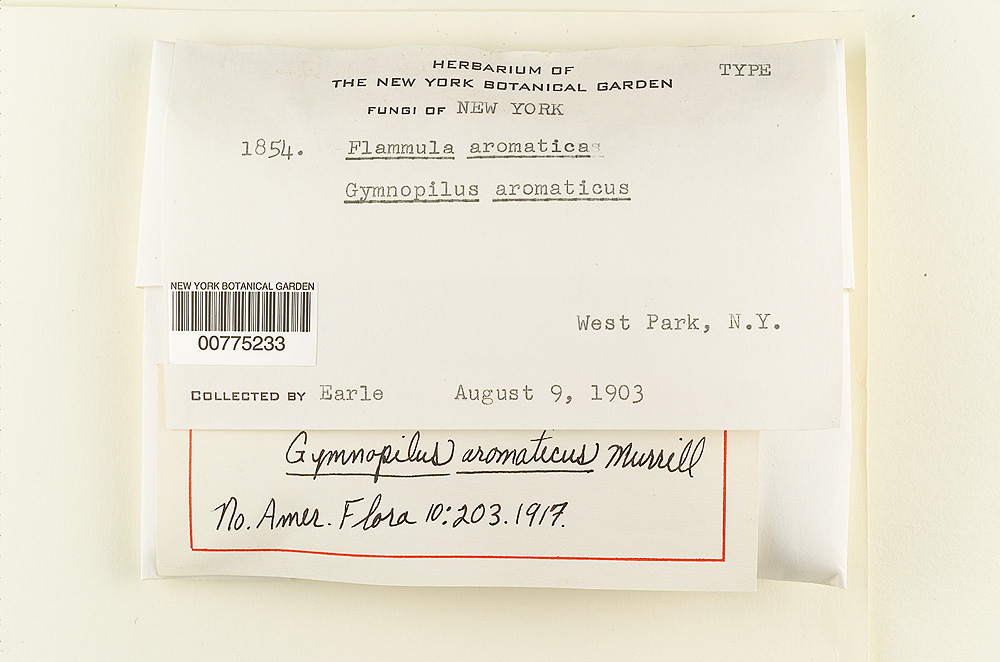 HERBARIUM OF
THE NEW YORK BOTANICAL GARDEN
TYPE
FUNGI OF NEW YORK
1854. Flammula aromatica
Gymnopilus aromaticus
NEW YORK BOTANICAL GARDEN
00775233
West Park, N.Y.
COLLECTED BY Earle August 9, 1903
Gymnopilus aromaticus Murrill
No. Amer. Flora 10:203.1917.